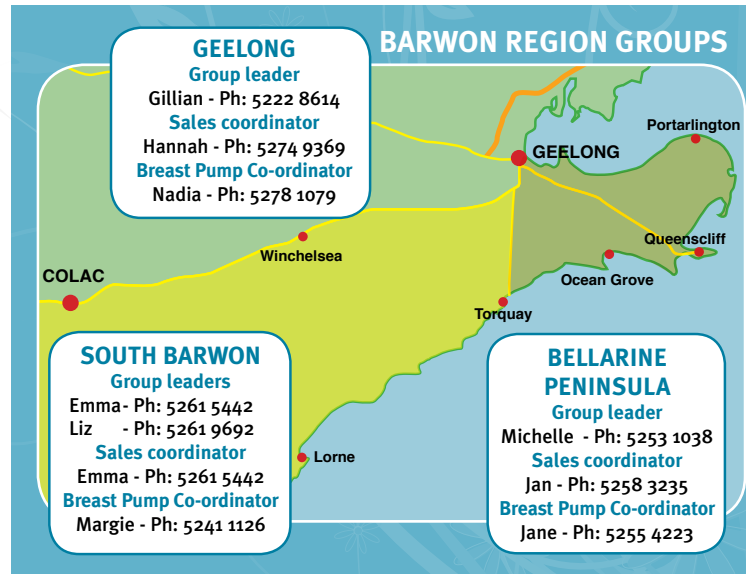 BARWON REGION GROUPS
GEELONG
Group leader
Gillian - Ph: 5222 8614
Sales coordinator
Hannah - Ph: 5274 9369
Breast Pump Co-ordinator
Nadia - Ph: 5278 1079
Portarlington
GEELONG
Queenscliff
Winchelsea
Ocean Grove
COLAC
Torquay
Lorne
SOUTH BARWON
Group leaders
Emma - Ph: 5261 5442
Liz - Ph: 5261 9692
Sales coordinator
Emma - Ph: 5261 5442
Breast Pump Co-ordinator
Margie - Ph: 5241 1126
BELLARINE
PENINSULA
Group leader
Michelle - Ph: 5253 1038
Sales coordinator
Jan - Ph: 5258 3235
Breast Pump Co-ordinator
Jane - Ph: 5255 4223